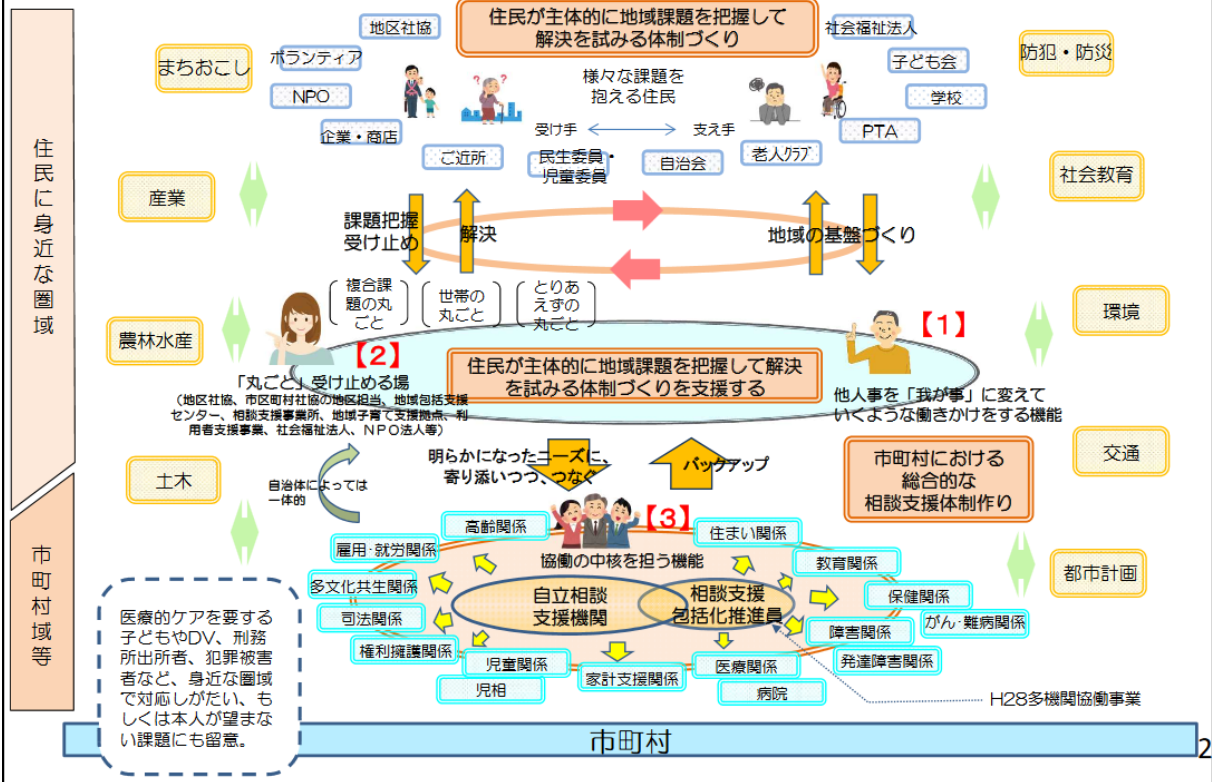 住民が主体的に地域課題を把握して
解決を試みる体制づくり
地区社協
ボランティア
まちおこし
NPO
企業・商店
ご近所
様々な課題を
抱える住民
受け手
支え手
民生委員・
児童委員
自治会
老人クラブ
社会福祉法人
子ども会
学校
PTA
防犯・防災
住民に身近な圏域
産業
社会教育
課題把握
受け止め
解決
地域の基盤づくり
複合課
題の丸
ごと
世帯の
丸ごと
とりあ
えずの
丸ごと
農林水産
環境
【2】
【1】
住民が主体的に地域課題を把握して解決
を試みる体制づくりを支援する
「丸ごと」受け止める場
（地区社協、市区町村社協の地区担当、地域包括支援
センター、相談支援事業所、地域子育て支援拠点、利
用者支援事業、社会福祉法人、ＮＰＯ法人等）
他人事を「我が事」に変えて
いくような働きかけをする機能
明らかになったニーズに、
寄り添いつつ、つなぐ
バックアップ
土木
交通
自治体によっては
一体的
市町村における
総合的な
相談支援体制作り
市町村域等
【3】
協働の中核を担う機能
高齢関係
雇用・就労関係
多文化共生関係
司法関係
権利擁護関係
児童関係
児相
家計支援関係
医療関係
病院
住まい関係
教育関係
保健関係
がん・難病関係
障害関係
発達障害関係
自立相談
支援機関
相談支援
包括化推進員
都市計画
医療的ケアを要する
子どもやDV、刑務
所出所者、犯罪被害
者など、身近な圏域
で対応しがたい、も
しくは本人が望まな
い課題にも留意。
H28多機関協働事業
市町村
2